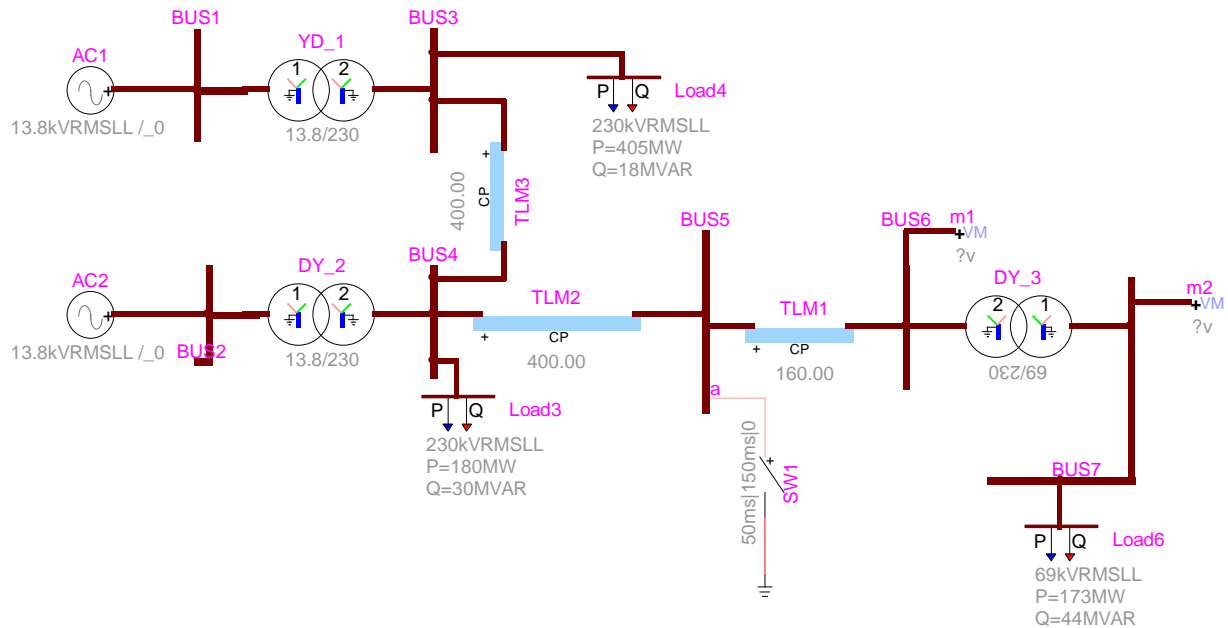 BUS1
BUS3
AC1
YD_1
+
1
2
13.8kVRMSLL /_0
13.8/230
P
Q
Load4
230kVRMSLL
P=405MW
Q=18MVAR
+
400.00
CP
TLM3
BUS4
AC2
DY_2
+
1
2
13.8kVRMSLL /_0
BUS2
13.8/230
TLM2
+
CP
400.00
P
Q
Load3
230kVRMSLL
P=180MW
Q=30MVAR
BUS5
a
+
SW1
50ms|150ms|0
TLM1
+
CP
160.00
BUS6
m1
+VM
?v
DY_3
2
1
69/230
m2
+VM
?v
BUS7
P
Q
Load6
69kVRMSLL
P=173MW
Q=44MVAR